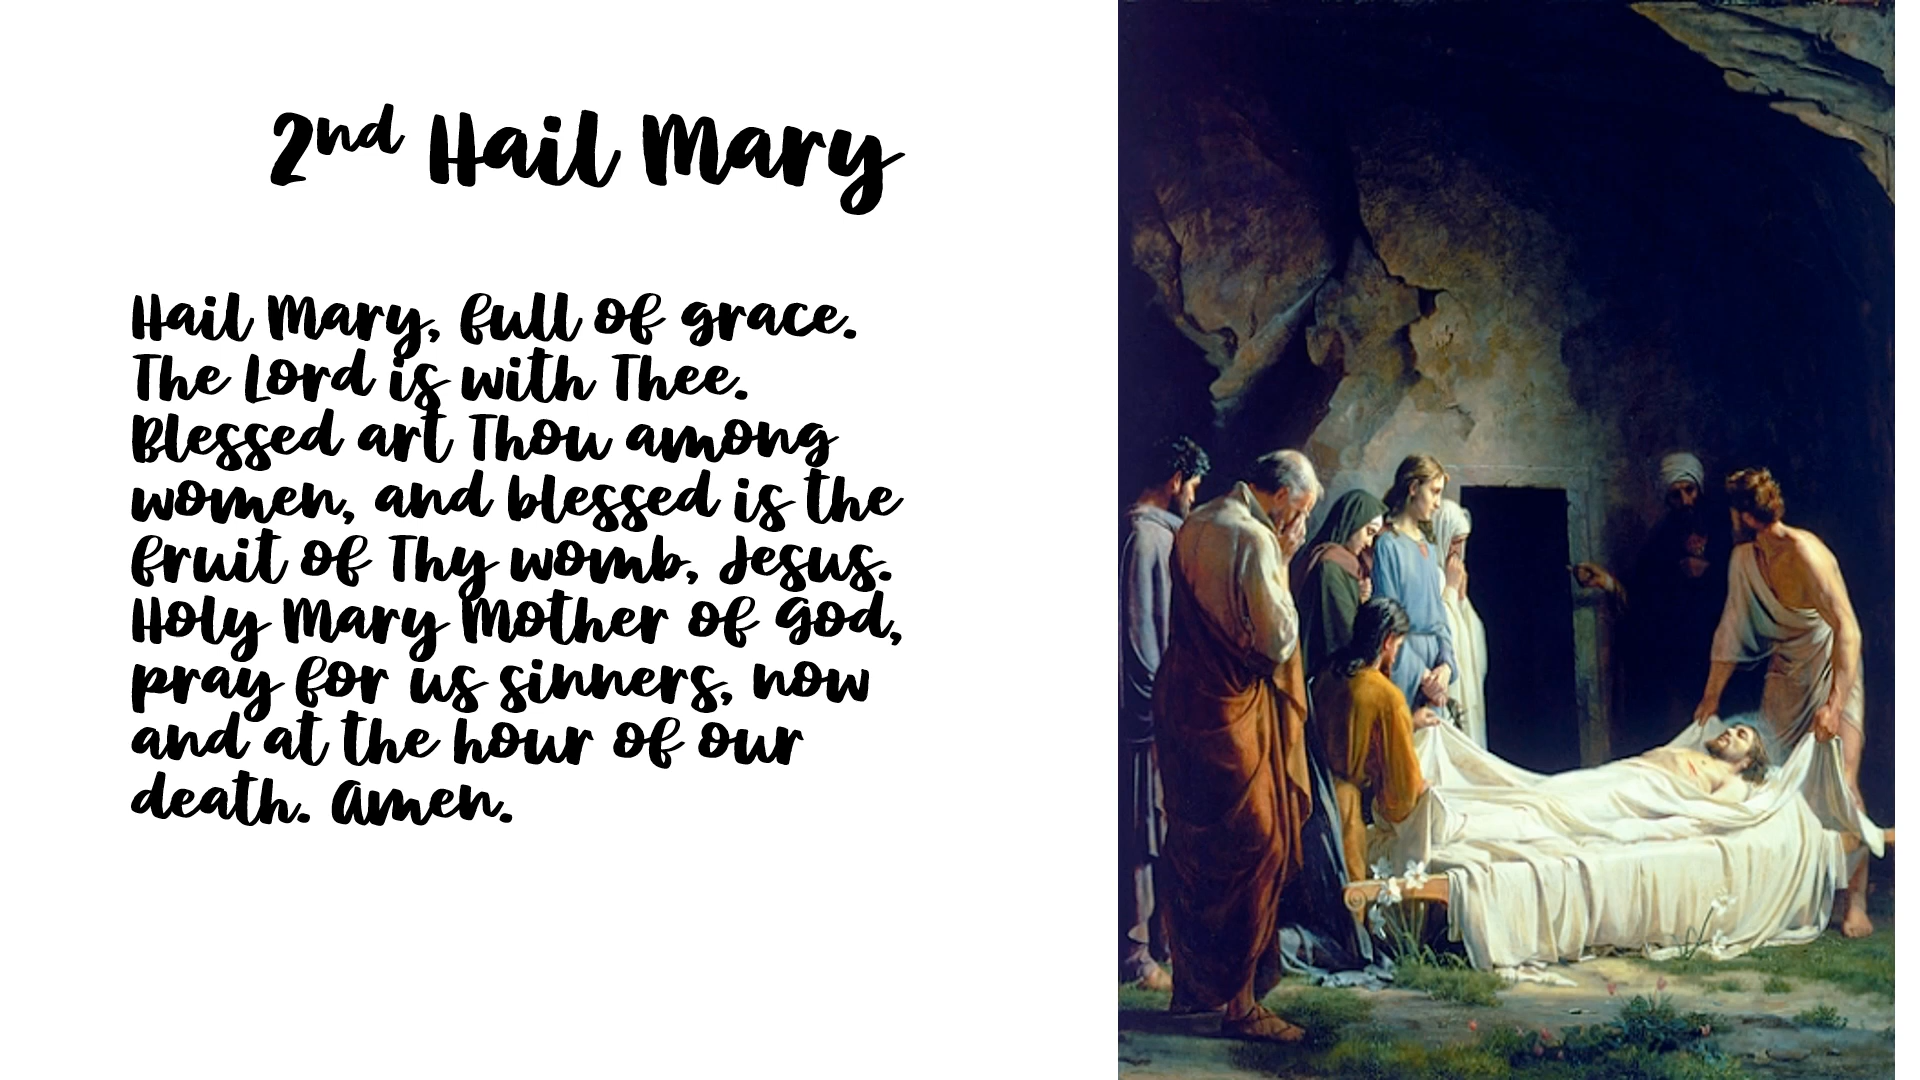 2nd Hail Mary
Hail Mary, full of grace.
The Lord is with Thee.
Blessed art Thou among
women, and blessed is the
fruit of Thy womb, Jesus.
Holy Mary Mother of God,
pray for us sinners, now
and at the hour of our
death. Amen.